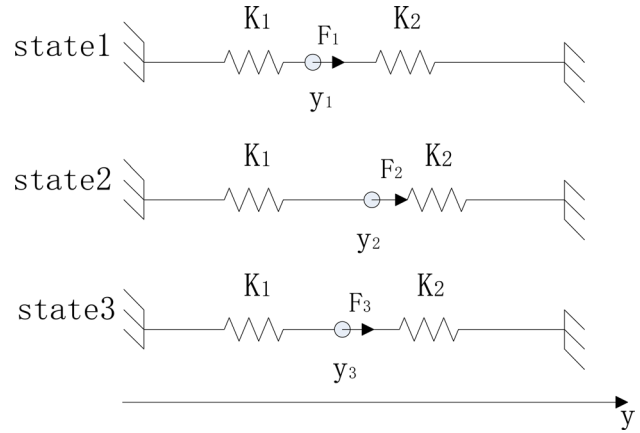 K1 F1 K2
state1
y1
K1 F2 K2
state2
y2
K1 F3 K2
state3
y3
y